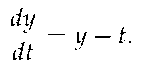 dy/dt = y − t.